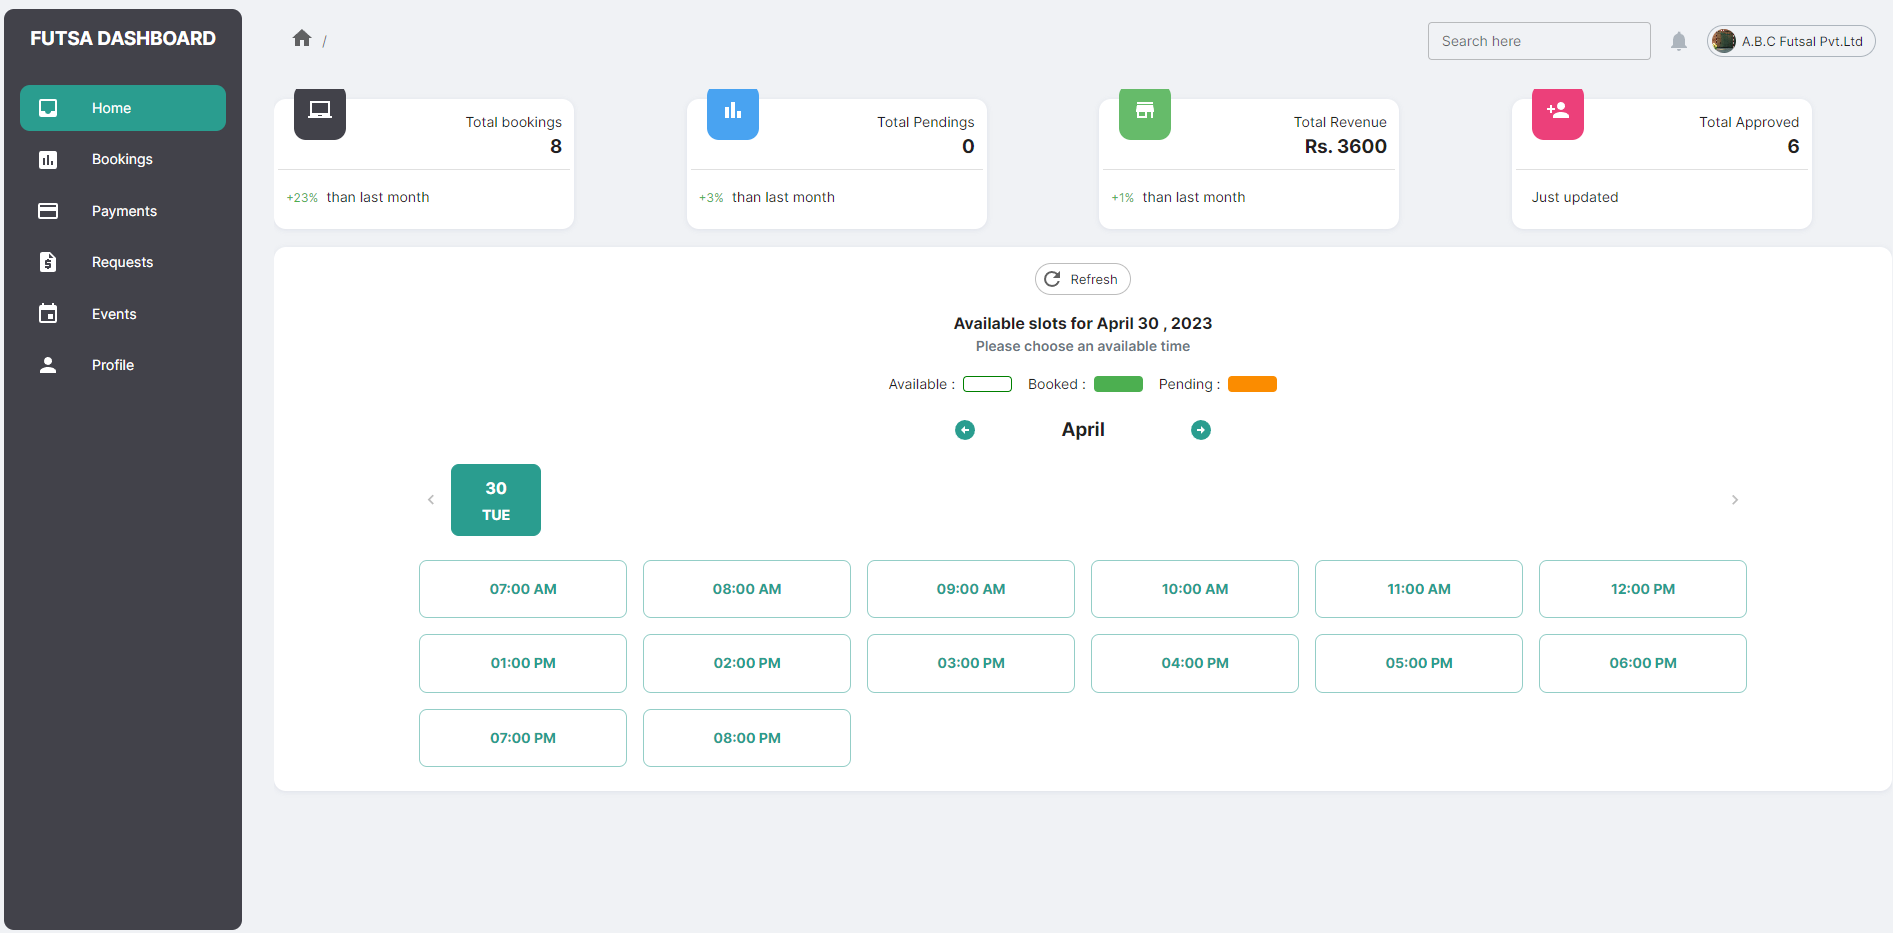 FUTSA DASHBOARD
Home
Bookings
Payments
Requests
Events
Profile
/
Search here
A.B.C Futsal Pvt.Ltd
Total bookings
8
+23% than last month
Total Pendings
0
+3% than last month
Total Revenue
Rs. 3600
+1% than last month
Total Approved
6
Just updated
Refresh
Available slots for April 30 , 2023
Please choose an available time
Available : Booked : Pending :
April
30
TUE
07:00 AM 08:00 AM 09:00 AM 10:00 AM 11:00 AM 12:00 PM
01:00 PM 02:00 PM 03:00 PM 04:00 PM 05:00 PM 06:00 PM
07:00 PM 08:00 PM